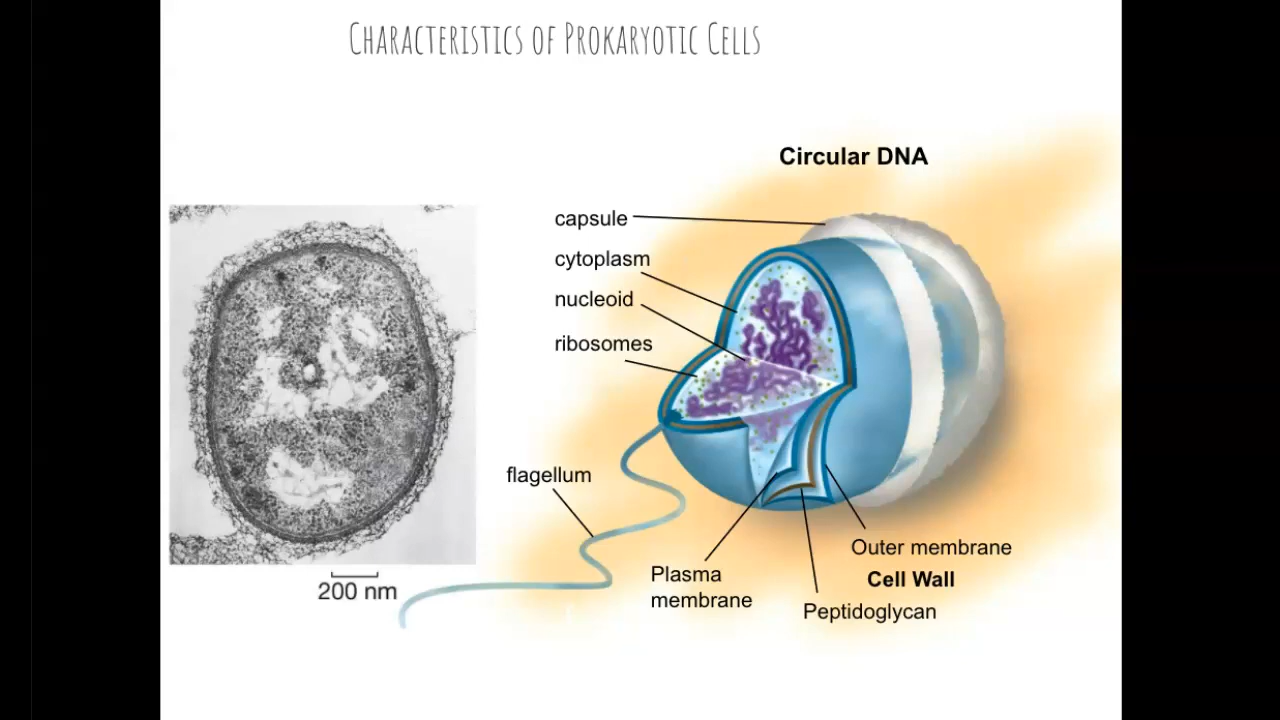 Characteristics of Prokaryotic Cells
Circular DNA
capsule
cytoplasm
nucleoid
ribosomes
flagellum
200 nm
Plasma
membrane
Outer membrane
Cell Wall
Peptidoglycan